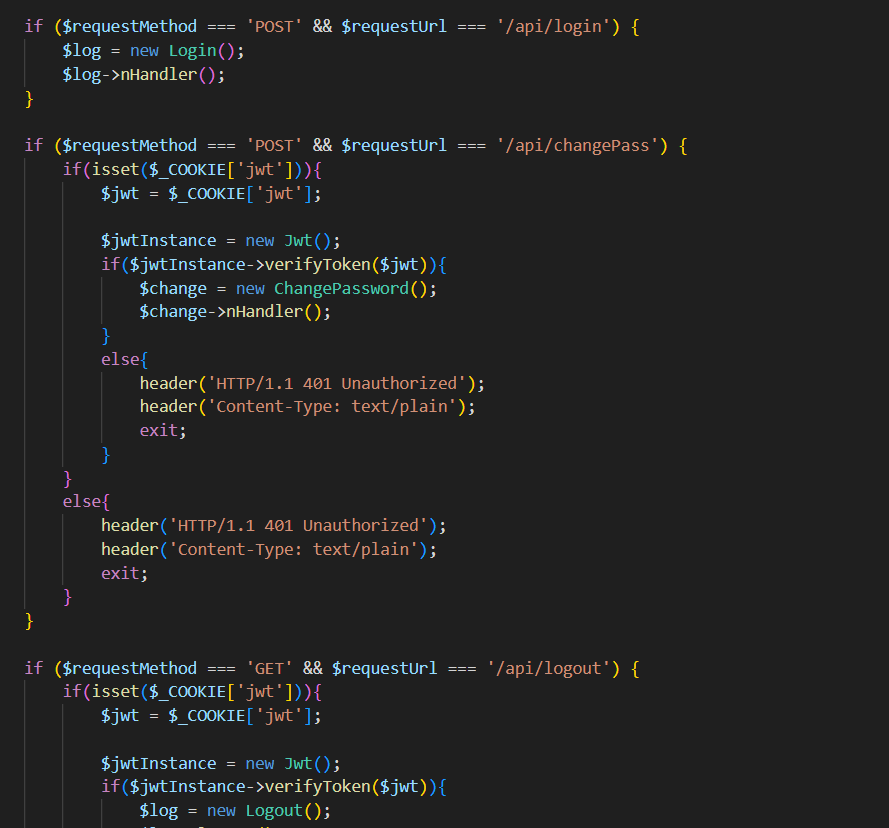 if ($requestMethod === 'POST' && $requestUrl === '/api/login') {
    $log = new Login();
    $log->nHandler();
}

if ($requestMethod === 'POST' && $requestUrl === '/api/changePass') {
    if(isset($_COOKIE['jwt'])){
        $jwt = $_COOKIE['jwt'];

        $jwtInstance = new Jwt();
        if($jwtInstance->verifyToken($jwt)){
            $change = new ChangePassword();
            $change->nHandler();
        }
        else{
            header('HTTP/1.1 401 Unauthorized');
            header('Content-Type: text/plain');
            exit;
        }
    }
    else{
        header('HTTP/1.1 401 Unauthorized');
        header('Content-Type: text/plain');
        exit;
    }
}

if ($requestMethod === 'GET' && $requestUrl === '/api/logout') {
    if(isset($_COOKIE['jwt'])){
        $jwt = $_COOKIE['jwt'];

        $jwtInstance = new Jwt();
        if($jwtInstance->verifyToken($jwt)){
            $log = new Logout();